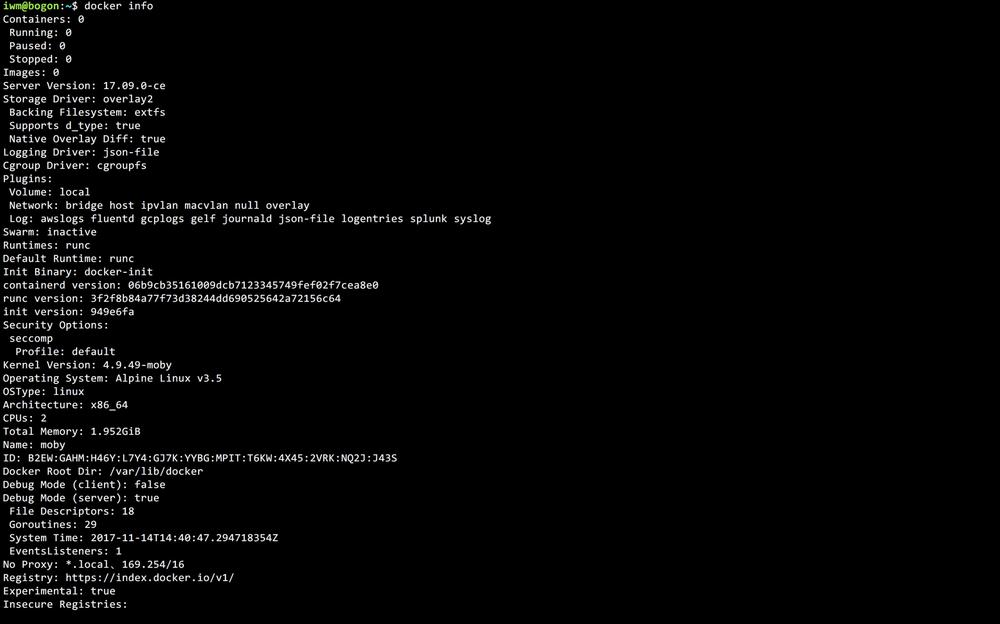 iwm@bogon:~$ docker info
Containers: 0
 Running: 0
 Paused: 0
 Stopped: 0
Images: 0
Server Version: 17.09.0-ce
Storage Driver: overlay2
 Backing Filesystem: extfs
 Supports d_type: true
 Native Overlay Diff: true
Logging Driver: json-file
Cgroup Driver: cgroupfs
Plugins:
 Volume: local
 Network: bridge host ipvlan macvlan null overlay
 Log: awslogs fluentd gcplogs gelf journald json-file logentries splunk syslog
Swarm: inactive
Runtimes: runc
Default Runtime: runc
Init Binary: docker-init
containerd version: 06b9cb35161009dcb7123345749fef02f7cea8e0
runc version: 3f2f8b84a77f73d38244dd690525642a72156c64
init version: 949e6fa
Security Options:
 seccomp
  Profile: default
Kernel Version: 4.9.49-moby
Operating System: Alpine Linux v3.5
OSType: linux
Architecture: x86_64
CPUs: 2
Total Memory: 1.952GiB
Name: moby
ID: B2EW:GAHM:H46Y:L7Y4:GJ7K:YYBG:MPIT:T6KW:4X45:2VRK:NQ2J:J43S
Docker Root Dir: /var/lib/docker
Debug Mode (client): false
Debug Mode (server): true
 File Descriptors: 18
 Goroutines: 29
 System Time: 2017-11-14T14:40:47.294718354Z
 EventsListeners: 1
No Proxy: *.local、169.254/16
Registry: https://index.docker.io/v1/
Experimental: true
Insecure Registries: